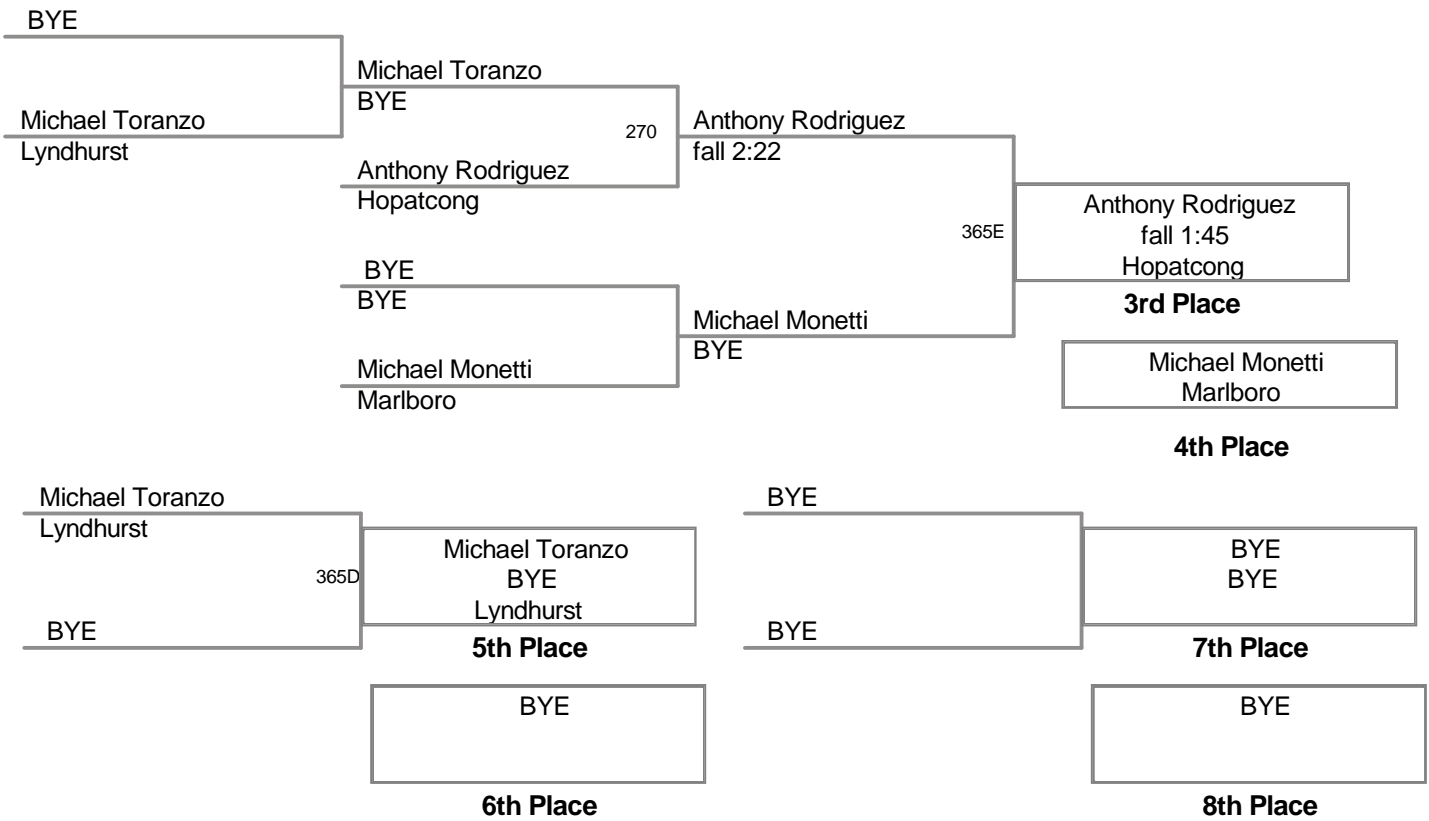 BYE
Michael Toranzo
Lyndhurst
Michael Toranzo
BYE
270
Anthony Rodriguez
Hopatcong
Anthony Rodriguez
fall 2:22
BYE
BYE
Michael Monetti
Marlboro
Michael Monetti
BYE
365E
Anthony Rodriguez
fall 1:45
Hopatcong
3rd Place
Michael Monetti
Marlboro
4th Place
Michael Toranzo
Lyndhurst
365D
BYE
Michael Toranzo
BYE
Lyndhurst
5th Place
BYE
6th Place
BYE
BYE
BYE
BYE
7th Place
BYE
8th Place